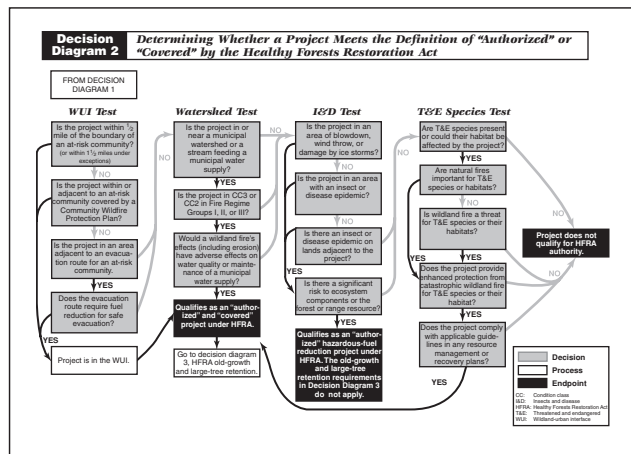 Decision
Diagram 2
Determining Whether a Project Meets the Definition of “Authorized” or
“Covered” by the Healthy Forests Restoration Act
FROM DECISION
DIAGRAM 1
WUI Test
Is the project within 1/2
mile of the boundary of
an at-risk community?
(or within 1 1/2 miles under
exceptions)
NO
Is the project within or
adjacent to an at-risk
community covered by a
Community Wildfire
Protection Plan?
NO
Is the project in an area
adjacent to an evacu-
ation route for an at-risk
community.
YES
Does the evacuation
route require fuel
reduction for safe
evacuation?
NO
YES
YES
Project is in the WUI.
Watershed Test
Is the project in or
near a municipal
watershed or a
stream feeding a
municipal water
supply?
NO
YES
Is the project in CC3 or
CC2 in Fire Regime
Groups I, II, or III?
NO
YES
Would a wildland fire's
effects (including erosion)
have adverse effects on
water quality or mainte-
nance of a municipal
water supply?
YES
Qualifies as an “author-
ized” and “covered”
project under HFRA.
Go to decision diagram
3, HFRA old-growth
and large-tree retention.
I&D Test
Is the project in an
area of blowdown,
wind throw, or
damage by ice storms?
NO
Is the project in an area
with an insect or
disease epidemic?
NO
Is there an insect or
disease epidemic on
lands adjacent to the
project?
NO
YES
Is there a significant
risk to ecosystem
components or the
forest or range resource?
YES
Qualifies as an “author-
ized” hazardous-fuel
reduction project under
HFRA. The old-growth
and large-tree
retention requirements
in Decision Diagram 3
do not apply.
T&E Species Test
Are T&E species present
or could their habitat be
affected by the project?
YES
Are natural fires
important for T&E
species or habitats?
NO
YES
Is wildland fire a threat
for T&E species or their
habitats?
NO
YES
Does the project provide
enhanced protection from
catastrophic wildland fire
for T&E species or their
habitat?
NO
YES
Does the project comply
with applicable guide-
lines in any resource
management or
recovery plans?
YES
Project does not
qualify for HFRA
authority.
Decision
Process
Endpoint
CC: Condition class
I&D: Insects and disease
HFRA: Healthy Forests Restoration Act
T&E: Threatened and endangered
WUI: Wildland-urban interface